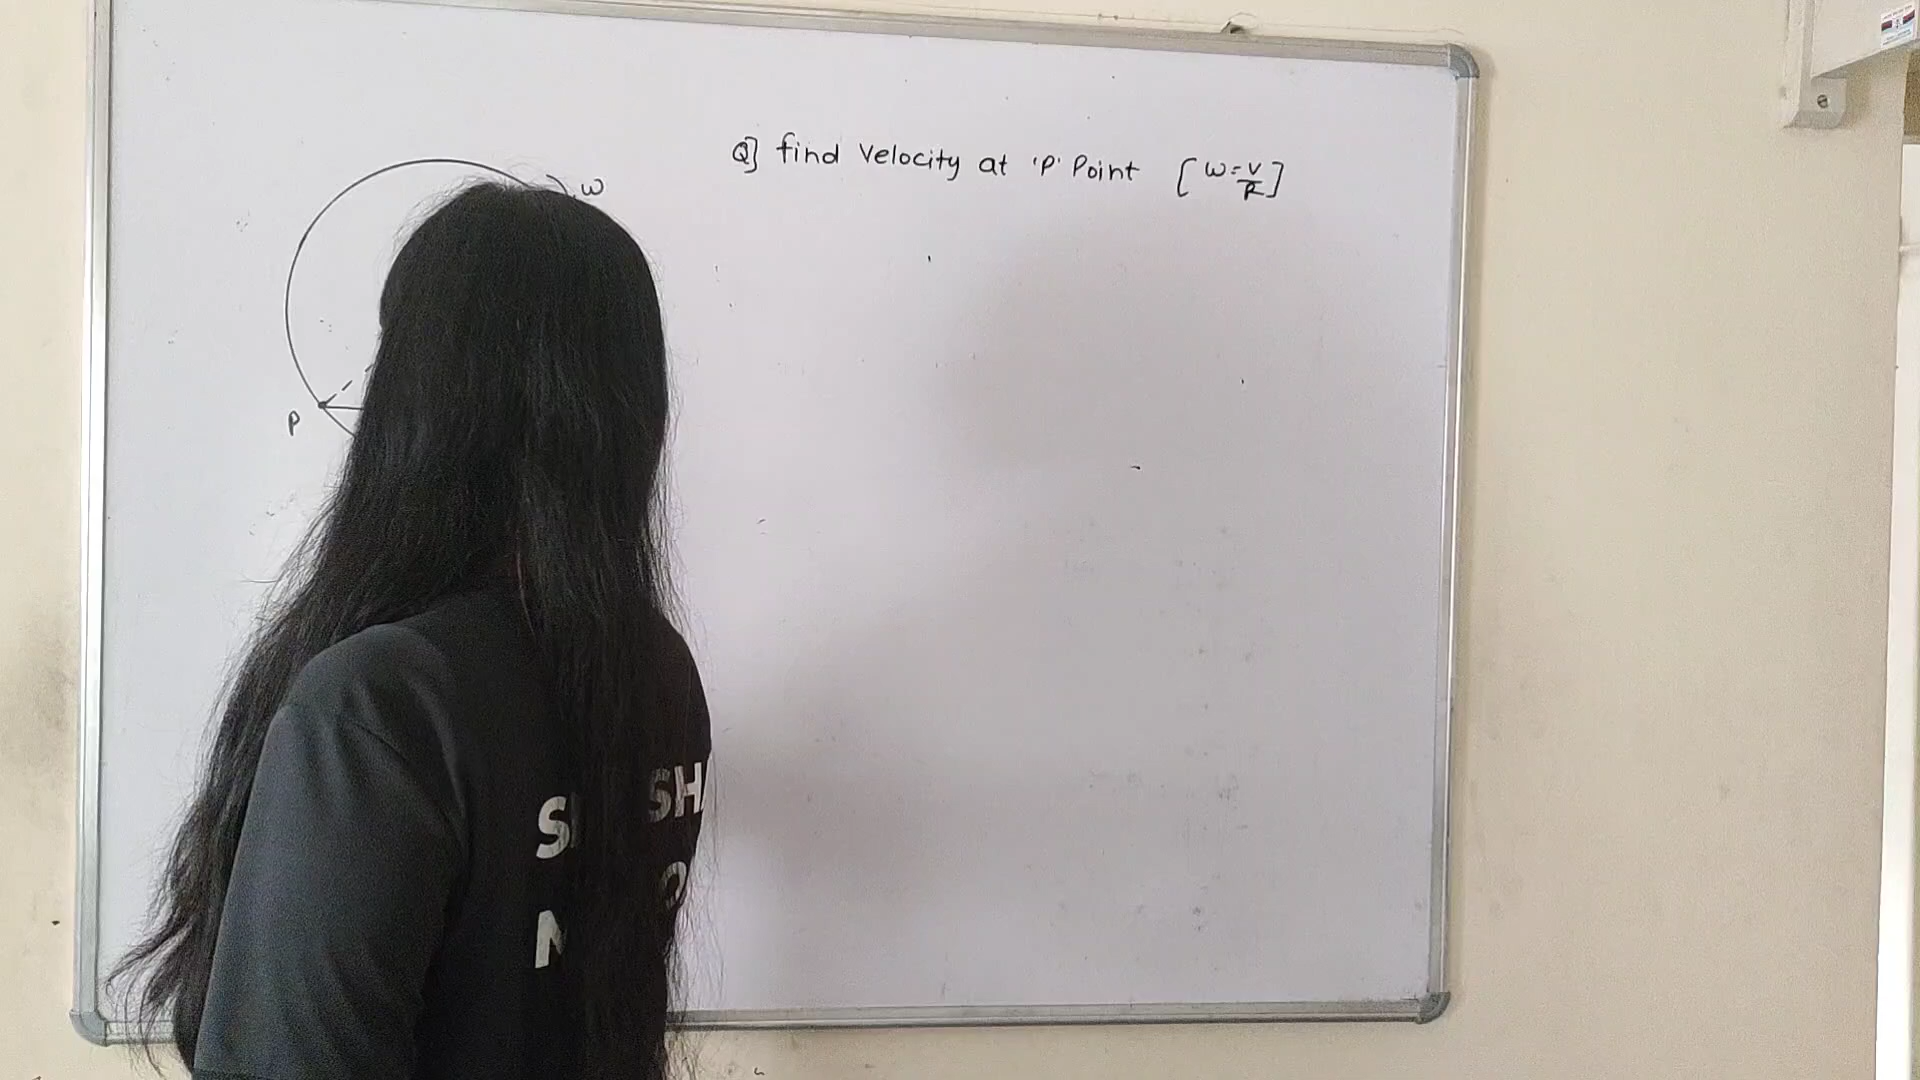 Q] find Velocity at 'P' Point [ω=V/R]
ω
P